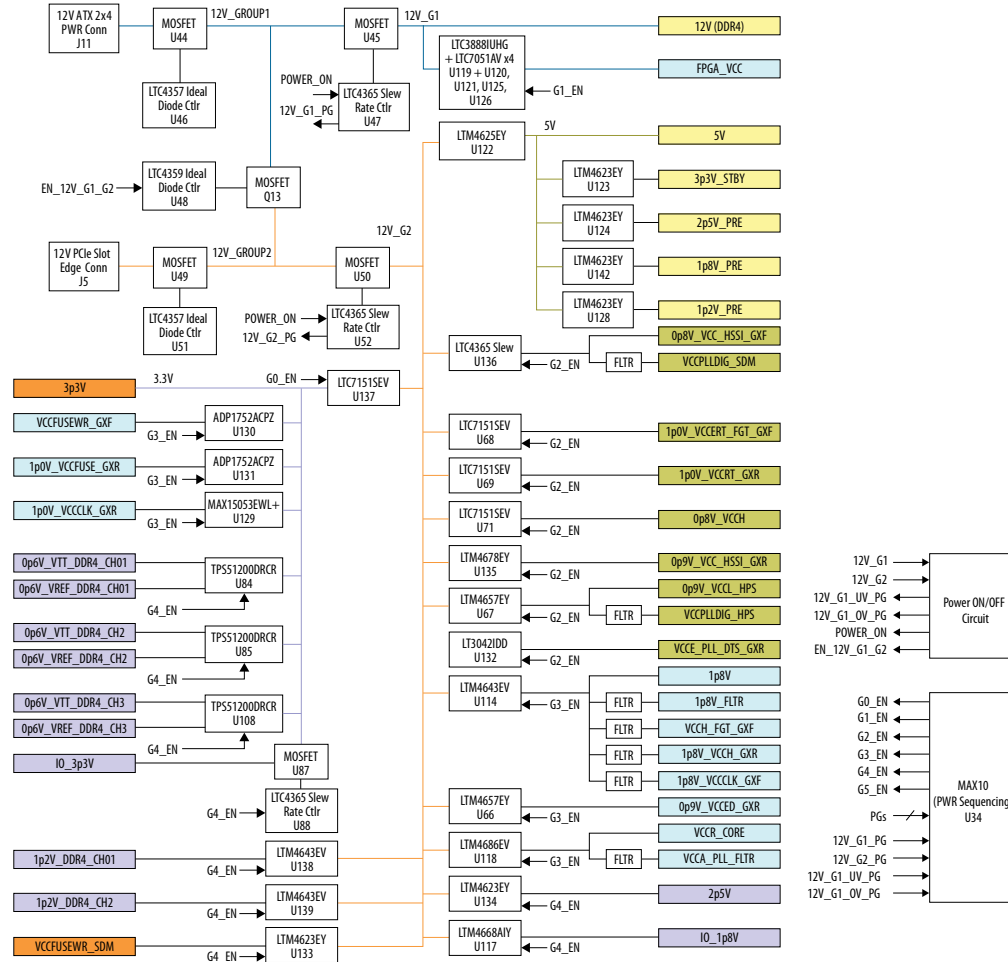 12V ATX 2x4
PWR Conn
J11
MOSFET
U44
12V_GROUP1
MOSFET
U45
12V_G1
12V (DDR4)
LTC3888IUHG
+ LTC7051AV x4
U119 + U120,
U121, U125,
U126
FPGA_VCC
G1_EN
LTC4357 Ideal
Diode Ctlr
U46
POWER_ON
12V_G1_PG
LTC4365 Slew
Rate Ctlr
U47
LTM4625EY
U122
5V
5V
EN_12V_G1_G2
LTC4359 Ideal
Diode Ctlr
U48
MOSFET
Q13
LTM4623EY
U123
3p3V_STBY
LTM4623EY
U124
2p5V_PRE
12V PCIe Slot
Edge Conn
J5
MOSFET
U49
12V_GROUP2
MOSFET
U50
12V_G2
LTM4623EY
U142
1p8V_PRE
LTC4357 Ideal
Diode Ctlr
U51
POWER_ON
12V_G2_PG
LTC4365 Slew
Rate Ctlr
U52
LTM4623EY
U128
1p2V_PRE
LTC4365 Slew
U136
G2_EN
0p8V_VCC_HSSI_GXF
FLTR
VCCPLLDIG_SDM
3p3V
3.3V
G0_EN
LTC7151SEV
U137
VCCFUSEWR_GXF
G3_EN
ADP1752ACPZ
U130
LTC7151SEV
U68
G2_EN
1p0V_VCCERT_FGT_GXF
1p0V_VCCFUSE_GXR
G3_EN
ADP1752ACPZ
U131
LTC7151SEV
U69
G2_EN
1p0V_VCCRT_GXR
1p0V_VCCCLK_GXR
G3_EN
MAX15053EWL+
U129
LTC7151SEV
U71
G2_EN
0p8V_VCCH
0p6V_VTT_DDR4_CH01
0p6V_VREF_DDR4_CH01
G4_EN
TPS51200DRCR
U84
LTM4678EY
U135
G2_EN
0p9V_VCC_HSSI_GXR
LTM4657EY
U67
G2_EN
0p9V_VCCL_HPS
FLTR
VCCPLLDIG_HPS
0p6V_VTT_DDR4_CH2
0p6V_VREF_DDR4_CH2
G4_EN
TPS51200DRCR
U85
LT3042IDD
U132
G2_EN
VCCE_PLL_DTS_GXR
0p6V_VTT_DDR4_CH3
0p6V_VREF_DDR4_CH3
G4_EN
TPS51200DRCR
U108
LTM4643EV
U114
G3_EN
1p8V
FLTR
1p8V_FLTR
FLTR
VCCH_FGT_GXF
FLTR
1p8V_VCCH_GXR
FLTR
1p8V_VCCCLK_GXF
IO_3p3V
MOSFET
U87
G4_EN
LTC4365 Slew
Rate Ctlr
U88
LTM4657EY
U66
G3_EN
0p9V_VCCED_GXR
LTM4686EV
U118
G3_EN
VCCR_CORE
FLTR
VCCA_PLL_FLTR
1p2V_DDR4_CH01
G4_EN
LTM4643EV
U138
1p2V_DDR4_CH2
G4_EN
LTM4643EV
U139
LTM4623EY
U134
G4_EN
2p5V
VCCFUSEWR_SDM
G4_EN
LTM4623EY
U133
LTM4668AIY
U117
G4_EN
IO_1p8V
12V_G1
12V_G2
12V_G1_UV_PG
12V_G1_OV_PG
POWER_ON
EN_12V_G1_G2
Power ON/OFF
Circuit
G0_EN
G1_EN
G2_EN
G3_EN
G4_EN
G5_EN
PGs
12V_G1_PG
12V_G2_PG
12V_G1_UV_PG
12V_G1_OV_PG
MAX10
(PWR Sequencing)
U34